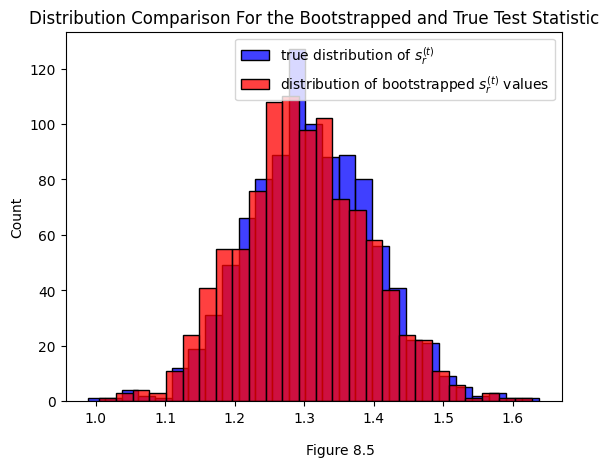 Distribution Comparison For the Bootstrapped and True Test Statistic
true distribution of $s_r^{(t)}$
distribution of bootstrapped $s_r^{(t)}$ values
Count
120
100
80
60
40
20
0
1.0 1.1 1.2 1.3 1.4 1.5 1.6
Figure 8.5